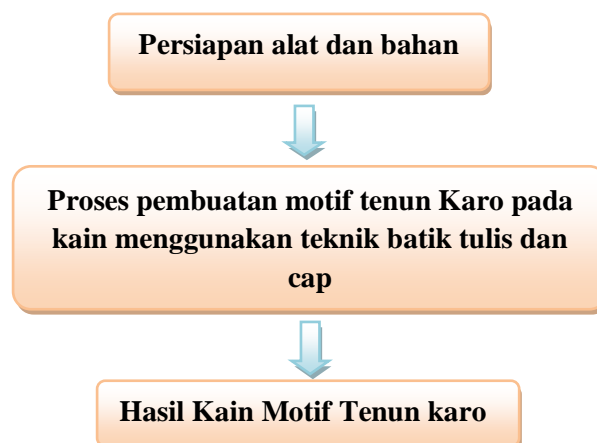 Persiapan alat dan bahan
Proses pembuatan motif tenun Karo pada
kain menggunakan teknik batik tulis dan
cap
Hasil Kain Motif Tenun karo